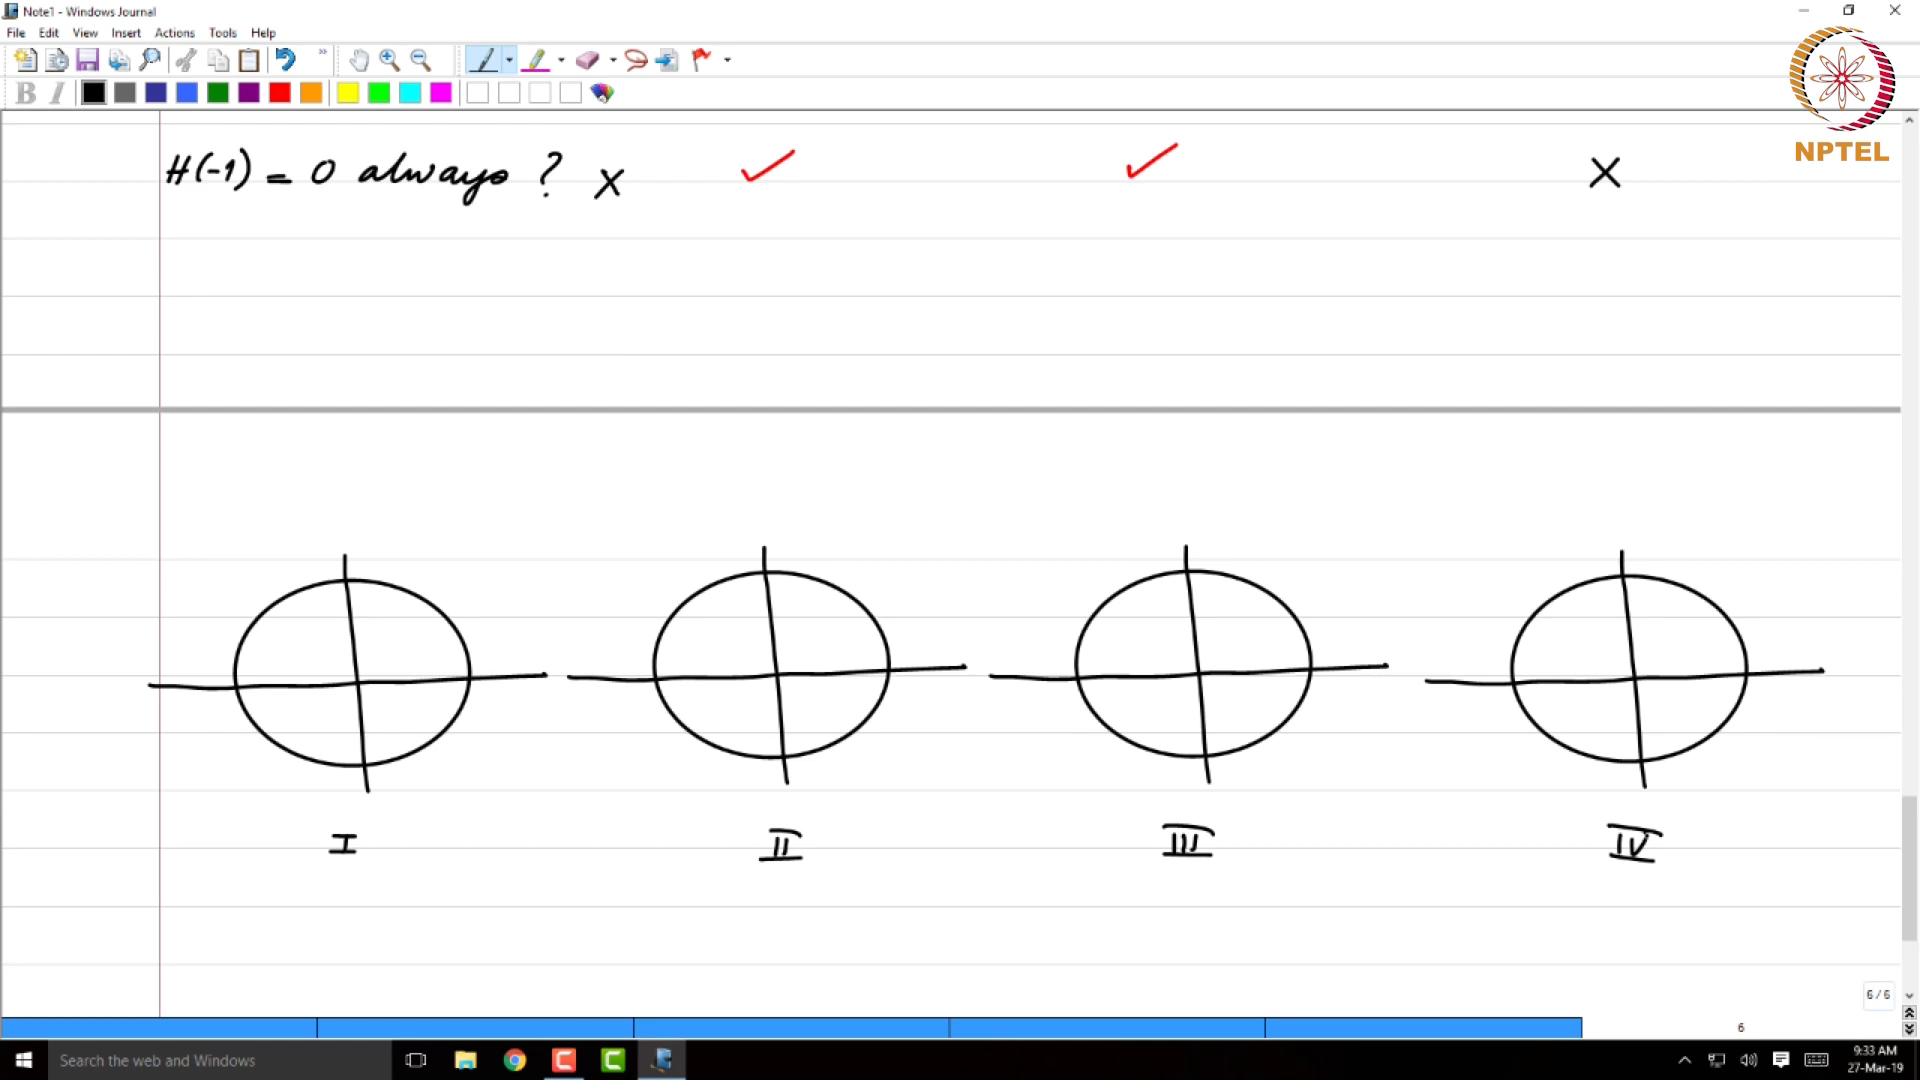 Note1 - Windows Journal
File Edit View Insert Actions Tools Help
B I
NPTEL
H(-1) = 0 always ? X ✓ ✓ X
I II III IV
6 / 6
6
Search the web and Windows
9:33 AM
27-Mar-19